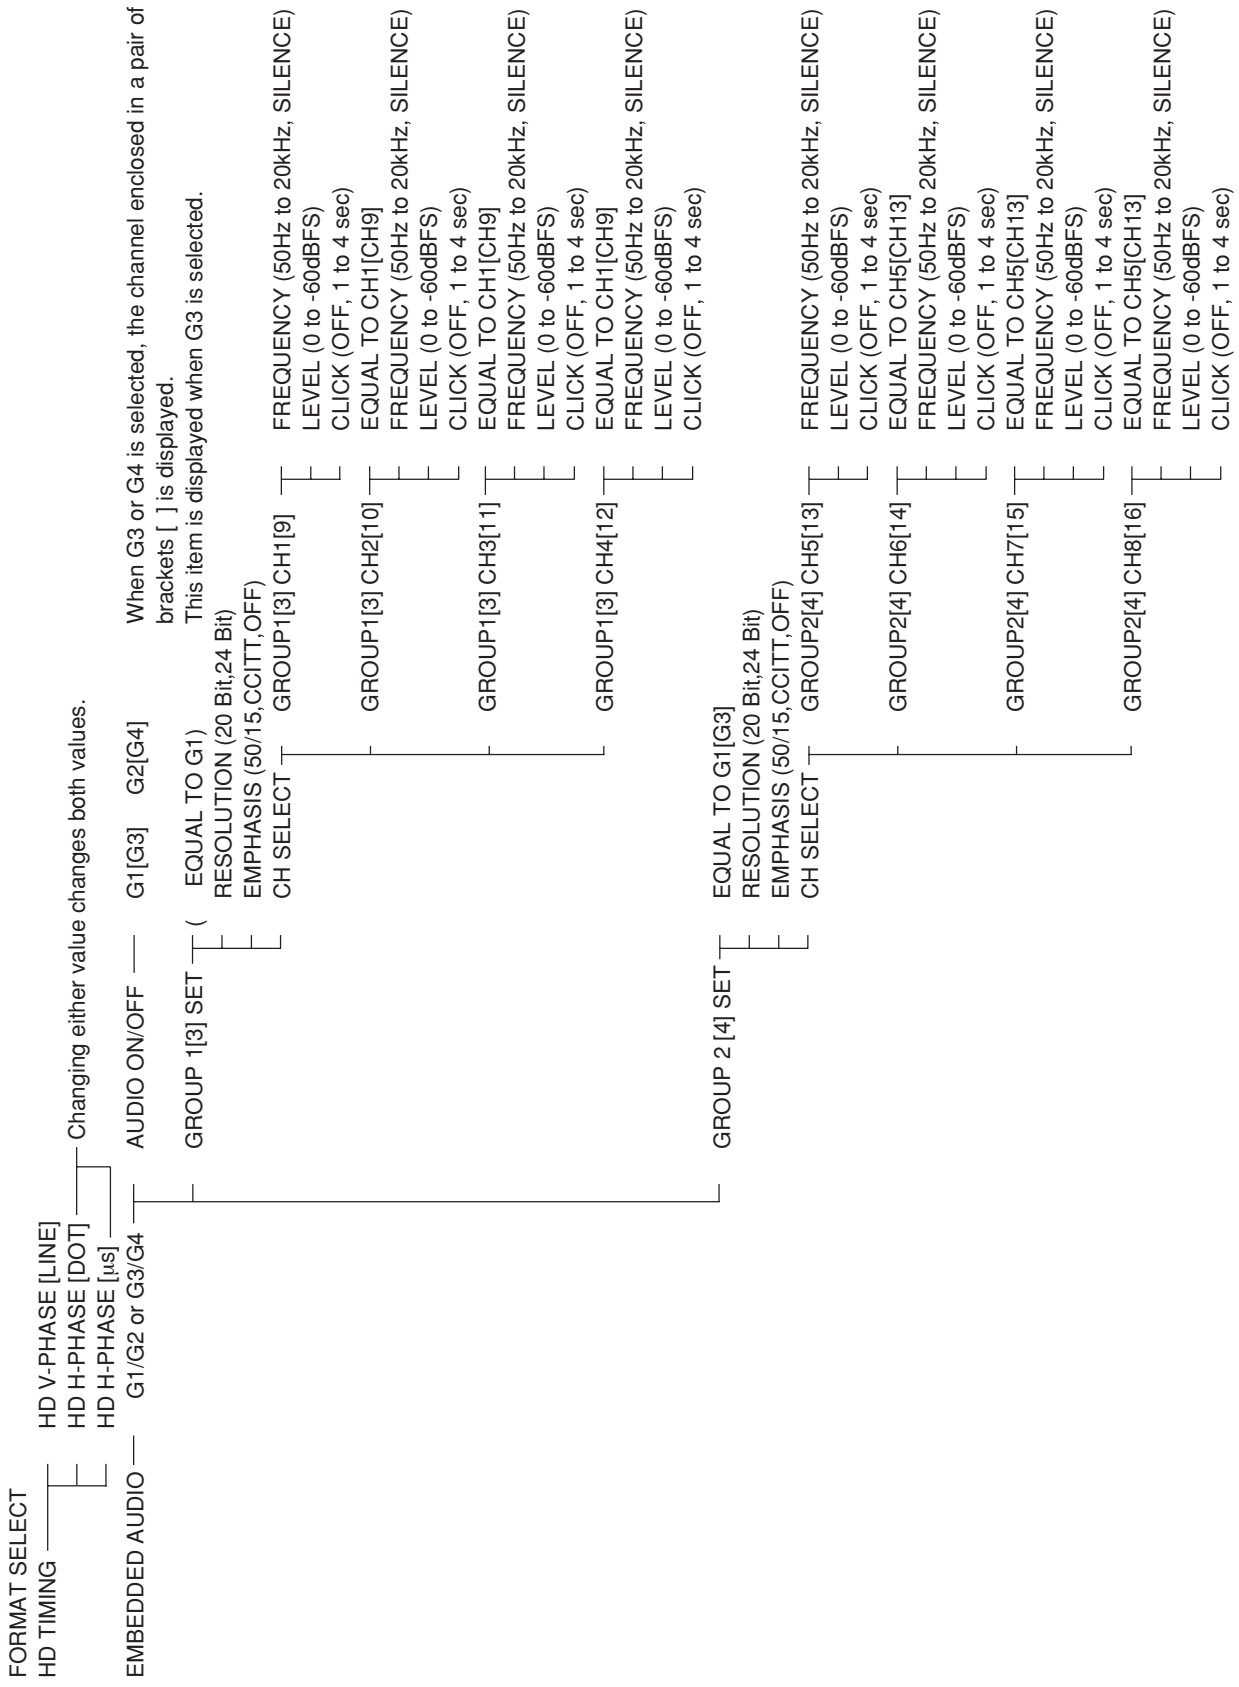 FORMAT SELECT
HD TIMING
HD V-PHASE [LINE]
HD H-PHASE [DOT]
Changing either value changes both values.
HD H-PHASE [µs]
EMBEDDED AUDIO
G1/G2 or G3/G4
AUDIO ON/OFF
G1[G3] G2[G4]
When G3 or G4 is selected, the channel enclosed in a pair of
brackets [ ] is displayed.
This item is displayed when G3 is selected.
GROUP 1[3] SET
( EQUAL TO G1)
RESOLUTION (20 Bit,24 Bit)
EMPHASIS (50/15,CCITT,OFF)
CH SELECT
GROUP1[3] CH1[9]
FREQUENCY (50Hz to 20kHz, SILENCE)
LEVEL (0 to -60dBFS)
CLICK (OFF, 1 to 4 sec)
GROUP1[3] CH2[10]
EQUAL TO CH1[CH9]
FREQUENCY (50Hz to 20kHz, SILENCE)
LEVEL (0 to -60dBFS)
CLICK (OFF, 1 to 4 sec)
GROUP1[3] CH3[11]
EQUAL TO CH1[CH9]
FREQUENCY (50Hz to 20kHz, SILENCE)
LEVEL (0 to -60dBFS)
CLICK (OFF, 1 to 4 sec)
GROUP1[3] CH4[12]
EQUAL TO CH1[CH9]
FREQUENCY (50Hz to 20kHz, SILENCE)
LEVEL (0 to -60dBFS)
CLICK (OFF, 1 to 4 sec)
GROUP 2 [4] SET
EQUAL TO G1[G3]
RESOLUTION (20 Bit,24 Bit)
EMPHASIS (50/15,CCITT,OFF)
CH SELECT
GROUP2[4] CH5[13]
FREQUENCY (50Hz to 20kHz, SILENCE)
LEVEL (0 to -60dBFS)
CLICK (OFF, 1 to 4 sec)
GROUP2[4] CH6[14]
EQUAL TO CH5[CH13]
FREQUENCY (50Hz to 20kHz, SILENCE)
LEVEL (0 to -60dBFS)
CLICK (OFF, 1 to 4 sec)
GROUP2[4] CH7[15]
EQUAL TO CH5[CH13]
FREQUENCY (50Hz to 20kHz, SILENCE)
LEVEL (0 to -60dBFS)
CLICK (OFF, 1 to 4 sec)
GROUP2[4] CH8[16]
EQUAL TO CH5[CH13]
FREQUENCY (50Hz to 20kHz, SILENCE)
LEVEL (0 to -60dBFS)
CLICK (OFF, 1 to 4 sec)